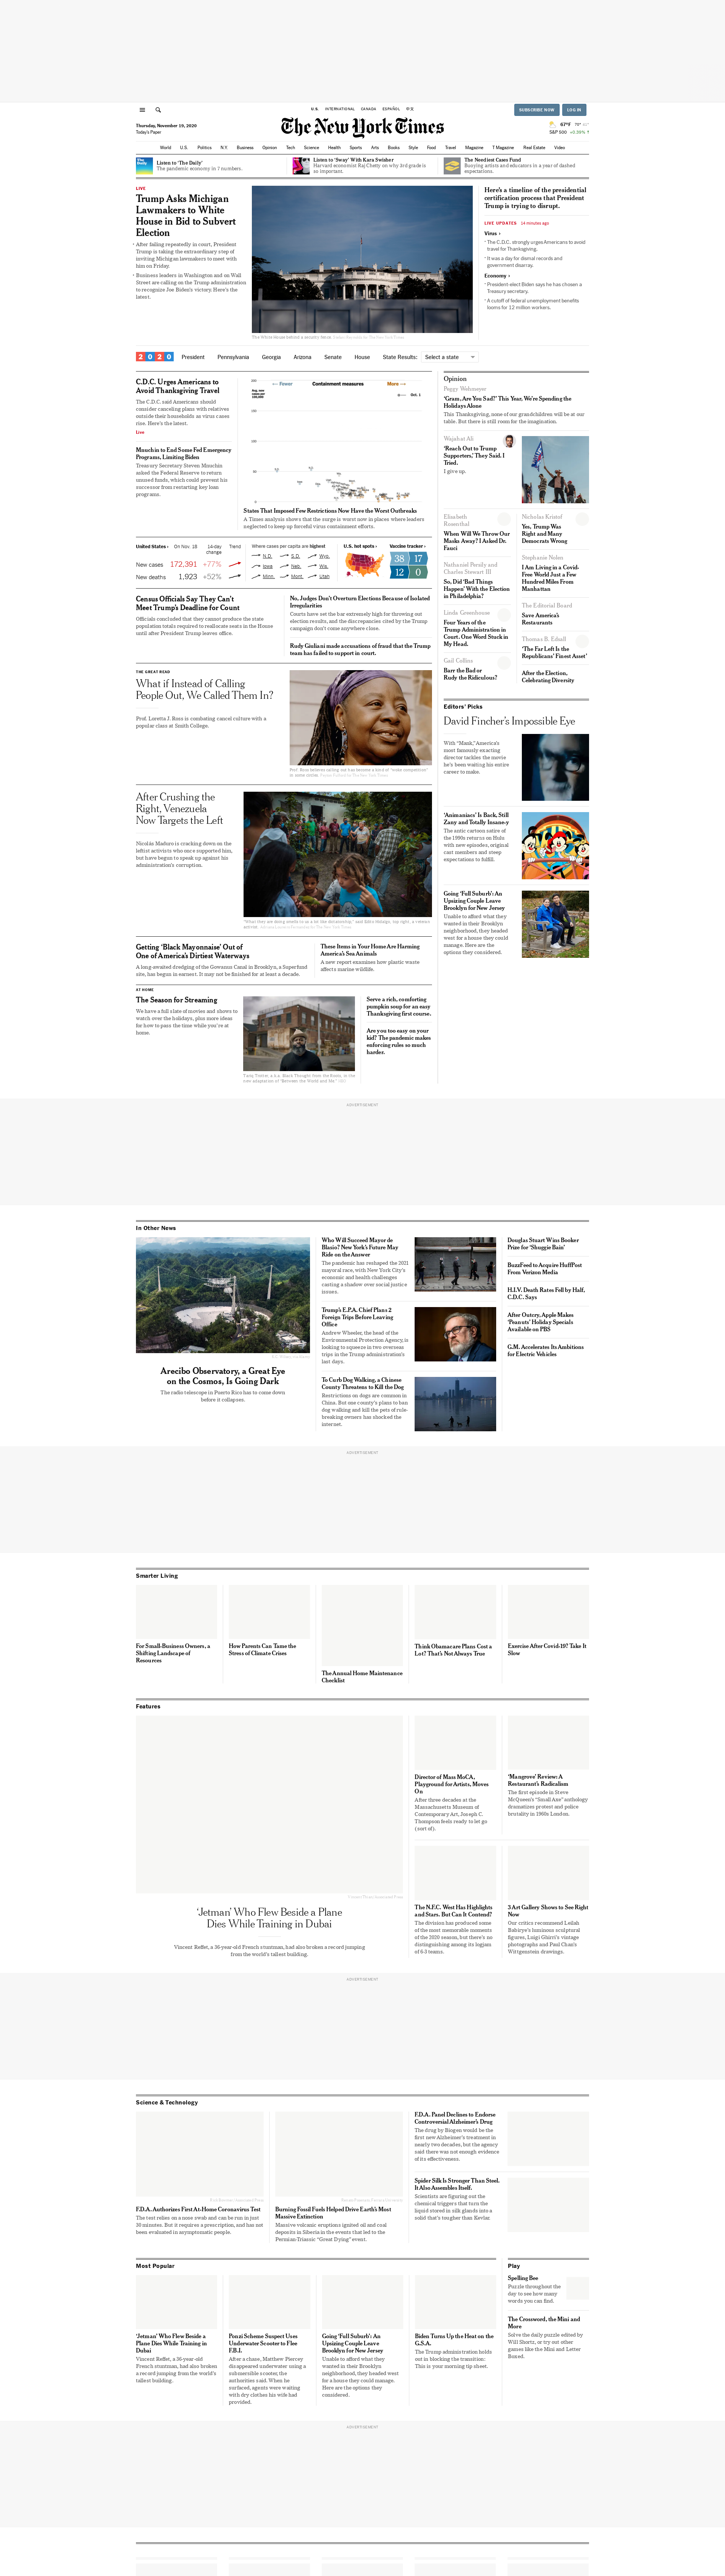 U.S.
INTERNATIONAL
CANADA
ESPAÑOL
中文
SUBSCRIBE NOW
LOG IN
Thursday, November 19, 2020
Today's Paper
The New York Times
67°F
S&P 500 +0.39%
World U.S. Politics N.Y. Business Opinion Tech Science Health Sports Arts Books Style Food Travel Magazine T Magazine Real Estate Video
Listen to 'The Daily'
The pandemic economy in 7 numbers.
Listen to 'Sway' With Kara Swisher
Harvard economist Raj Chetty on why 3rd grade is
so important.
The Neediest Cases Fund
Buoying artists and educators in a year of dashed
expectations.
LIVE
Trump Asks Michigan
Lawmakers to White
House in Bid to Subvert
Election
After failing repeatedly in court, President
Trump is taking the extraordinary step of
inviting Michigan lawmakers to meet with
him on Friday.
Business leaders in Washington and on Wall
Street are calling on the Trump administration
to recognize Joe Biden's victory. Here's the
latest.
The White House behind a security fence.
Here's a timeline of the presidential
certification process that President
Trump is trying to disrupt.
LIVE UPDATES 14 minutes ago
Virus ›
The C.D.C. strongly urges Americans to avoid
travel for Thanksgiving.
It was a day for dismal records and
government disarray.
Economy ›
President-elect Biden says he has chosen a
Treasury secretary.
A cutoff of federal unemployment benefits
looms for 12 million workers.
2020 President Pennsylvania Georgia Arizona Senate House State Results: Select a state
C.D.C. Urges Americans to
Avoid Thanksgiving Travel
The C.D.C. said Americans should
consider canceling plans with relatives
outside their households as virus cases
rise. Here's the latest.
Live
Mnuchin to End Some Fed Emergency
Programs, Limiting Biden
Treasury Secretary Steven Mnuchin
asked the Federal Reserve to return
unused funds, which could prevent his
successor from restarting key loan
programs.
← Fewer Containment measures More →
Oct. 1
States That Imposed Few Restrictions Now Have the Worst Outbreaks
A Times analysis shows that the surge is worst now in places where leaders
neglected to keep up forceful virus containment efforts.
United States › On Nov. 18 14-day
change Trend
New cases 172,391 +77%
New deaths 1,923 +52%
Where cases per capita are highest
N.D. S.D. Wyo.
Iowa Neb. Wis.
Minn. Mont. Utah
U.S. hot spots ›
Vaccine tracker ›
38 17
12 0
Census Officials Say They Can't
Meet Trump's Deadline for Count
Officials concluded that they cannot produce the state
population totals required to reallocate seats in the House
until after President Trump leaves office.
No, Judges Don't Overturn Elections Because of Isolated
Irregularities
Courts have set the bar extremely high for throwing out
election results, and the discrepancies cited by the Trump
campaign don't come anywhere close.
Rudy Giuliani made accusations of fraud that the Trump
team has failed to support in court.
THE GREAT READ
What if Instead of Calling
People Out, We Called Them In?
Prof. Loretta J. Ross is combating cancel culture with a
popular class at Smith College.
Prof. Ross believes calling out has become a kind of "woke competition"
in some circles.
After Crushing the
Right, Venezuela
Now Targets the Left
Nicolás Maduro is cracking down on the
leftist activists who once supported him,
but have begun to speak up against his
administration's corruption.
Getting 'Black Mayonnaise' Out of
One of America's Dirtiest Waterways
A long-awaited dredging of the Gowanus Canal in Brooklyn, a Superfund
site, has begun in earnest. It may not be finished for at least a decade.
These Items in Your Home Are Harming
America's Sea Animals
A new report examines how plastic waste
affects marine wildlife.
AT HOME
The Season for Streaming
We have a full slate of movies and shows to
watch over the holidays, plus more ideas
for how to pass the time while you're at
home.
Serve a rich, comforting
pumpkin soup for an easy
Thanksgiving first course.
Are you too easy on your
kid? The pandemic makes
enforcing rules so much
harder.
Opinion
Peggy Wehmeyer
'Gram, Are You Sad?' This Year, We're Spending the
Holidays Alone
This Thanksgiving, none of our grandchildren will be at our
table. But there is still room for the imagination.
Wajahat Ali
'Reach Out to Trump
Supporters,' They Said. I
Tried.
I give up.
Elisabeth
Rosenthal
When Will We Throw Our
Masks Away? I Asked Dr.
Fauci
Nathaniel Persily and
Charles Stewart III
So, Did 'Bad Things
Happen' With the Election
in Philadelphia?
Linda Greenhouse
Four Years of the
Trump Administration in
Court. One Word Stuck in
My Head.
Gail Collins
Barr the Bad or
Rudy the Ridiculous?
Nicholas Kristof
Yes, Trump Was
Right and Many
Democrats Wrong
Stephanie Nolen
I Am Living in a Covid-
Free World Just a Few
Hundred Miles From
Manhattan
The Editorial Board
Save America's
Restaurants
Thomas B. Edsall
'The Far Left Is the
Republicans' Finest Asset'
After the Election,
Celebrating Diversity
Editors' Picks
David Fincher's Impossible Eye
With "Mank," America's
most famously exacting
director tackles the movie
he's been waiting his entire
career to make.
'Animaniacs' Is Back, Still
Zany and Totally Insane-y
The antic cartoon satire of
the 1990s returns on Hulu
with new episodes, original
cast members and steep
expectations to fulfill.
Going 'Full Suburb': An
Upsizing Couple Leave
Brooklyn for New Jersey
Unable to afford what they
wanted in their Brooklyn
neighborhood, they headed
west for a house they could
manage. Here are the
options they considered.
ADVERTISEMENT
In Other News
Arecibo Observatory, a Great Eye
on the Cosmos, Is Going Dark
The radio telescope in Puerto Rico has to come down
before it collapses.
Who Will Succeed Mayor de
Blasio? New York's Future May
Ride on the Answer
The pandemic has reshaped the 2021
mayoral race, with New York City's
economic and health challenges
casting a shadow over social justice
issues.
Trump's E.P.A. Chief Plans 2
Foreign Trips Before Leaving
Office
Andrew Wheeler, the head of the
Environmental Protection Agency, is
looking to squeeze in two overseas
trips in the Trump administration's
last days.
To Curb Dog Walking, a Chinese
County Threatens to Kill the Dog
Restrictions on dogs are common in
China. But one county's plans to ban
dog walking and kill the pets of rule-
breaking owners has shocked the
internet.
Douglas Stuart Wins Booker
Prize for 'Shuggie Bain'
BuzzFeed to Acquire HuffPost
From Verizon Media
H.I.V. Death Rates Fell by Half,
C.D.C. Says
After Outcry, Apple Makes
'Peanuts' Holiday Specials
Available on PBS
G.M. Accelerates Its Ambitions
for Electric Vehicles
ADVERTISEMENT
Smarter Living
For Small-Business Owners, a
Shifting Landscape of
Resources
How Parents Can Tame the
Stress of Climate Crises
The Annual Home Maintenance
Checklist
Think Obamacare Plans Cost a
Lot? That's Not Always True
Exercise After Covid-19? Take It
Slow
Features
'Jetman' Who Flew Beside a Plane
Dies While Training in Dubai
Vincent Reffet, a 36-year-old French stuntman, had also broken a record jumping
from the world's tallest building.
Director of Mass MoCA,
Playground for Artists, Moves
On
After three decades at the
Massachusetts Museum of
Contemporary Art, Joseph C.
Thompson feels ready to let go
(sort of).
'Mangrove' Review: A
Restaurant's Radicalism
The first episode in Steve
McQueen's "Small Axe" anthology
dramatizes protest and police
brutality in 1960s London.
The N.F.C. West Has Highlights
and Stars. But Can It Contend?
The division has produced some
of the most memorable moments
of the 2020 season, but there's no
distinguishing among its logjam
of 6-3 teams.
3 Art Gallery Shows to See Right
Now
Our critics recommend Leilah
Babirye's luminous sculptural
figures, Luigi Ghirri's vintage
photographs and Paul Chan's
Wittgenstein drawings.
ADVERTISEMENT
Science & Technology
F.D.A. Authorizes First At-Home Coronavirus Test
The test relies on a nose swab and can be run in just
30 minutes. But it requires a prescription, and has not
been evaluated in asymptomatic people.
Burning Fossil Fuels Helped Drive Earth's Most
Massive Extinction
Massive volcanic eruptions ignited oil and coal
deposits in Siberia in the events that led to the
Permian-Triassic "Great Dying" event.
F.D.A. Panel Declines to Endorse
Controversial Alzheimer's Drug
The drug by Biogen would be the
first new Alzheimer's treatment in
nearly two decades, but the agency
said there was not enough evidence
of its effectiveness.
Spider Silk Is Stronger Than Steel.
It Also Assembles Itself.
Scientists are figuring out the
chemical triggers that turn the
liquid stored in silk glands into a
solid that's tougher than Kevlar.
Most Popular
'Jetman' Who Flew Beside a
Plane Dies While Training in
Dubai
Vincent Reffet, a 36-year-old
French stuntman, had also broken
a record jumping from the world's
tallest building.
Ponzi Scheme Suspect Uses
Underwater Scooter to Flee
F.B.I.
After a chase, Matthew Piercey
disappeared underwater using a
submersible scooter, the
authorities said. When he
surfaced, agents were waiting
with dry clothes his wife had
provided.
Going 'Full Suburb': An
Upsizing Couple Leave
Brooklyn for New Jersey
Unable to afford what they
wanted in their Brooklyn
neighborhood, they headed west
for a house they could manage.
Here are the options they
considered.
Biden Turns Up the Heat on the
G.S.A.
The Trump administration holds
out in blocking the transition:
This is your morning tip sheet.
Play
Spelling Bee
Puzzle throughout the
day to see how many
words you can find.
The Crossword, the Mini and
More
Solve the daily puzzle edited by
Will Shortz, or try out other
games like the Mini and Letter
Boxed.
ADVERTISEMENT